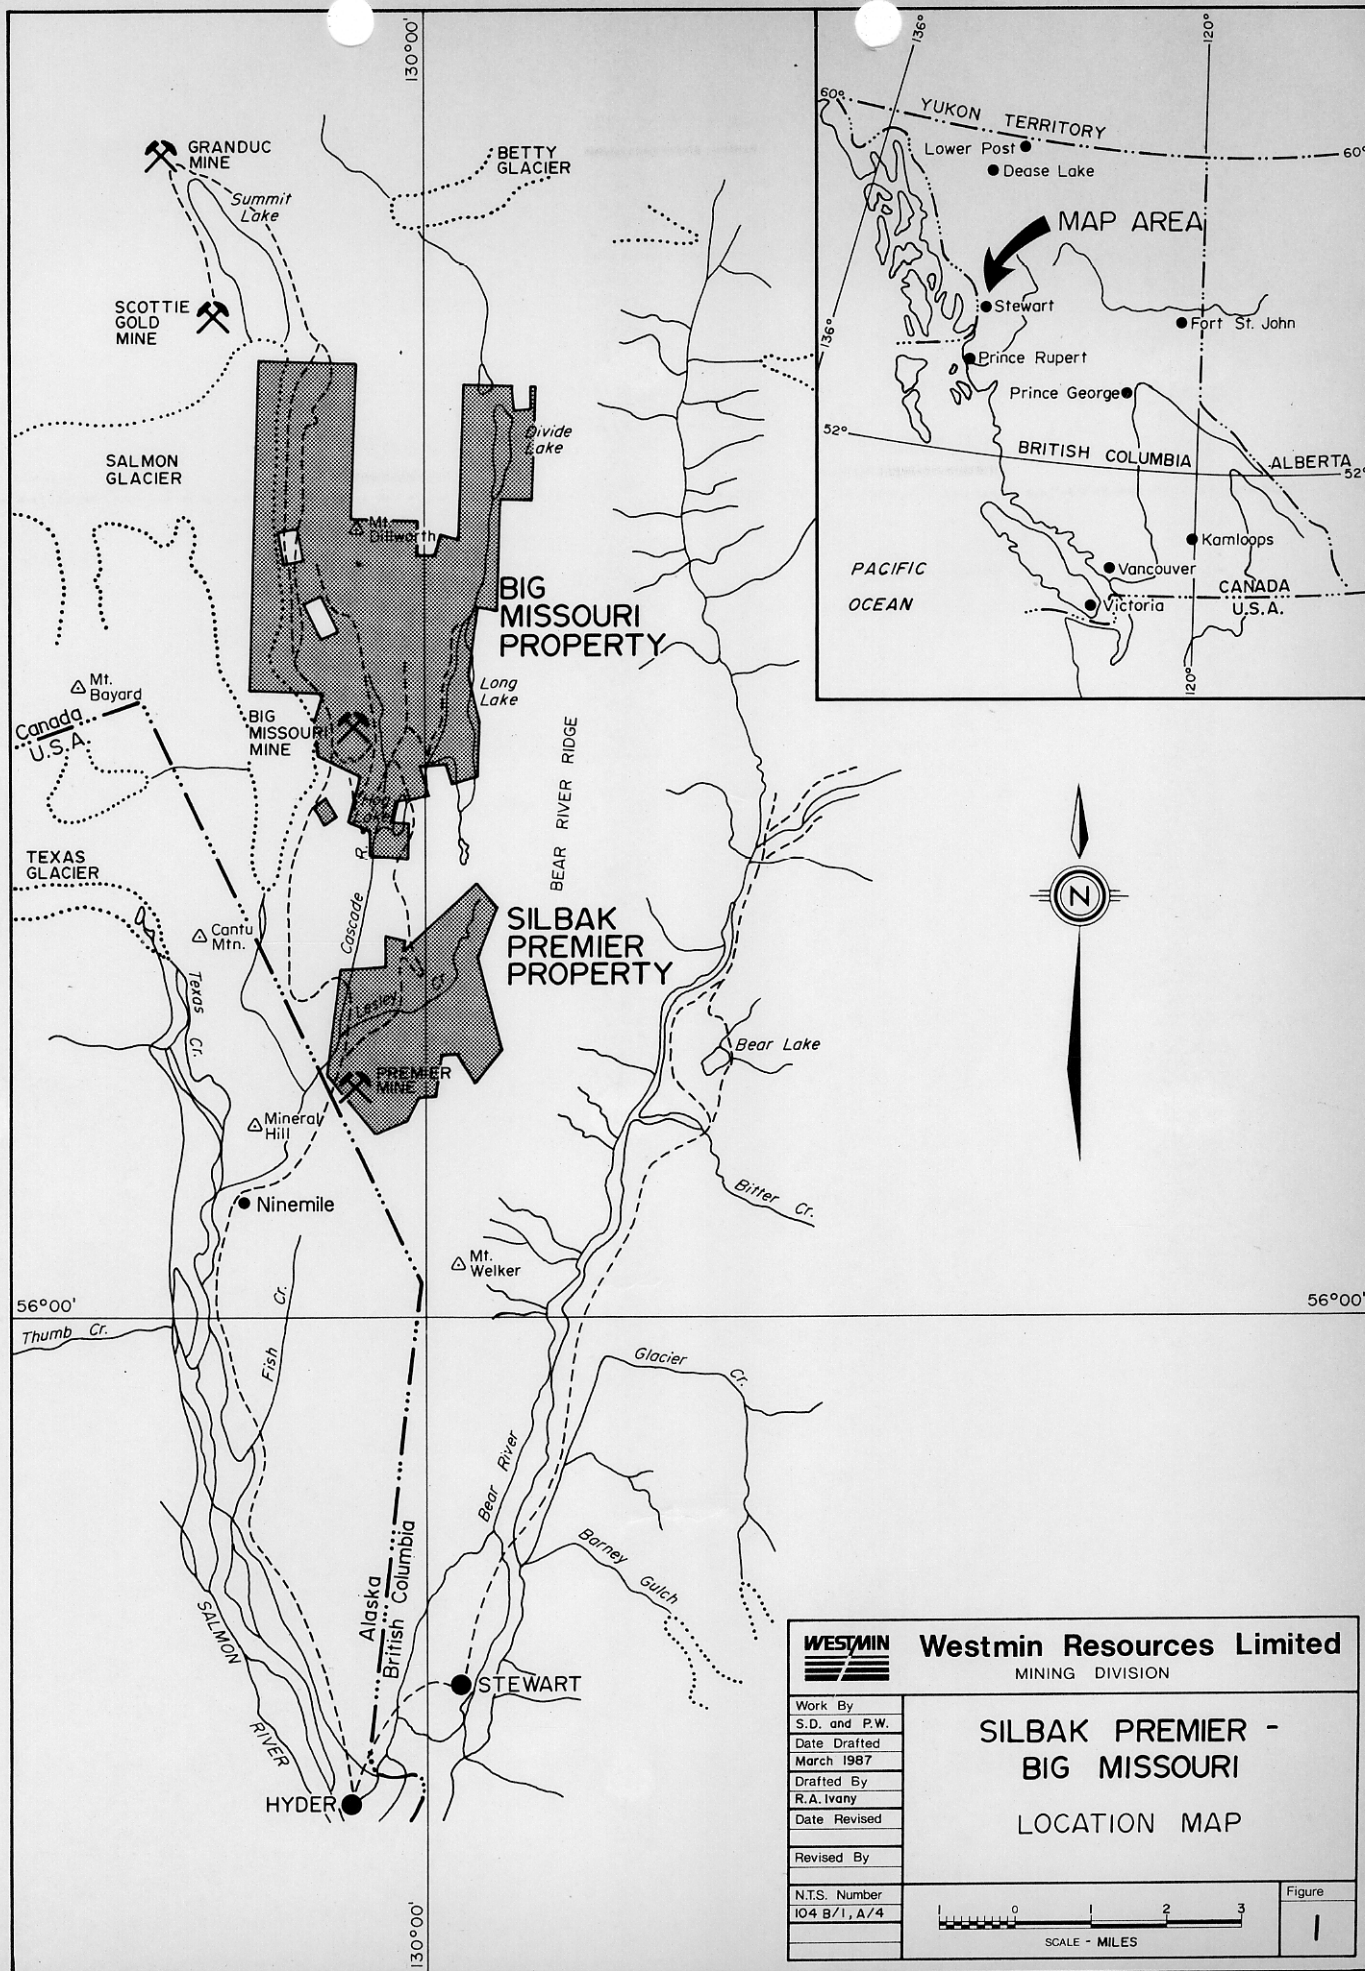 130°00'
GRANDUC
MINE
Summit
Lake
BETTY
GLACIER
SCOTTIE
GOLD
MINE
SALMON
GLACIER
Divide
Lake
Mt.
Dillworth
BIG
MISSOURI
PROPERTY
Mt.
Bayard
Canada
U.S.A.
BIG
MISSOURI
MINE
Long
Lake
BEAR RIVER RIDGE
TEXAS
GLACIER
R.
Cascade
Cantu
Mtn.
Texas Cr.
SILBAK
PREMIER
PROPERTY
Lesley Cr.
PREMIER
MINE
Bear Lake
Mineral
Hill
Bitter Cr.
Ninemile
Mt.
Welker
56°00'
56°00'
Thumb Cr.
Fish Cr.
Glacier Cr.
Bear River
Barney Gulch
Alaska
British Columbia
SALMON RIVER
STEWART
HYDER
130°00'
136°
120°
60°
YUKON TERRITORY
60°
Lower Post
Dease Lake
MAP AREA
Stewart
Fort St. John
136°
Prince Rupert
Prince George
52°
BRITISH COLUMBIA
ALBERTA
52°
Kamloops
PACIFIC
OCEAN
Vancouver
CANADA
U.S.A.
Victoria
120°
N
WESTMIN
Westmin Resources Limited
MINING DIVISION
Work By
S.D. and P.W.
Date Drafted
March 1987
Drafted By
R.A. Ivany
Date Revised
Revised By
N.T.S. Number
104 B/1, A/4
SILBAK PREMIER -
BIG MISSOURI
LOCATION MAP
1 0 1 2 3
SCALE - MILES
Figure
1